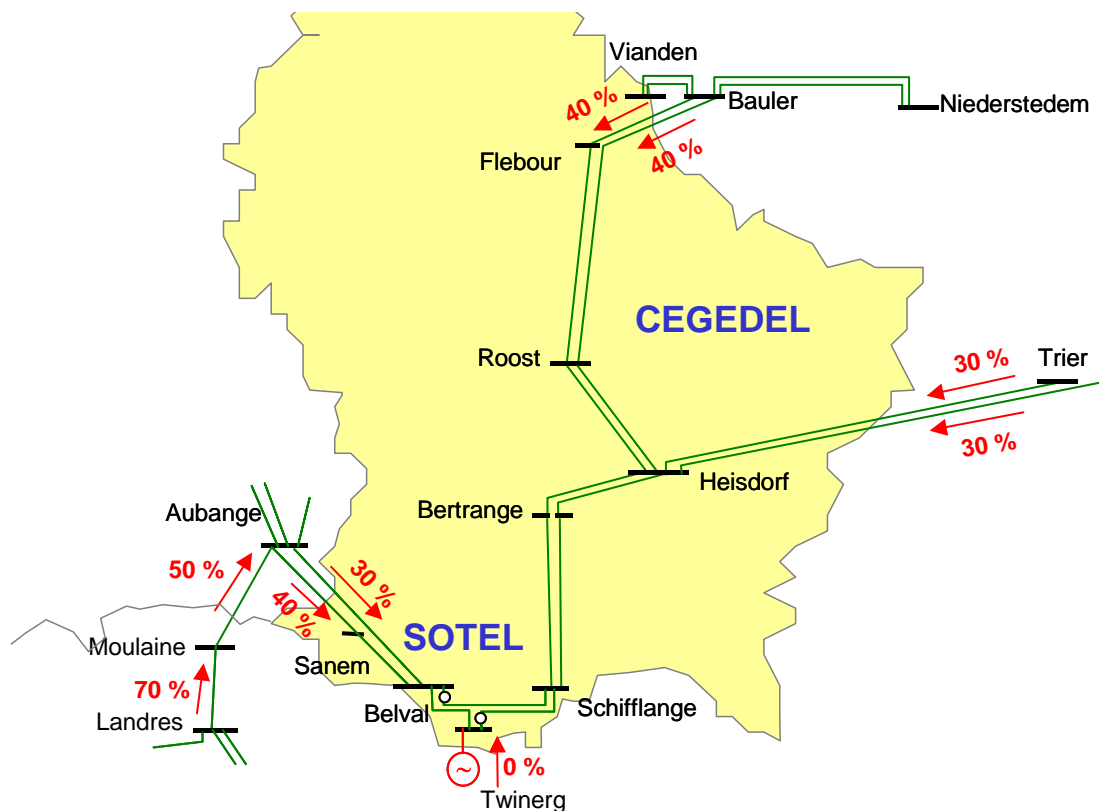 Vianden
40 %
Bauler
Niederstedem
Flebour
40 %
CEGEDEL
Roost
30 %
Trier
30 %
Heisdorf
Bertrange
Aubange
50 %
30 %
40 %
SOTEL
Moulaine
Sanem
70 %
Belval
Schifflange
Landres
~
0 %
Twinerg